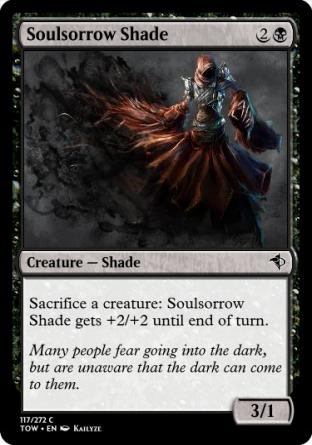 Soulsorrow Shade 2
Creature — Shade
Sacrifice a creature: Soulsorrow
Shade gets +2/+2 until end of turn.
Many people fear going into the dark,
but are unaware that the dark can come
to them.
117/272 C
TOW • EN KAILYZE
3/1